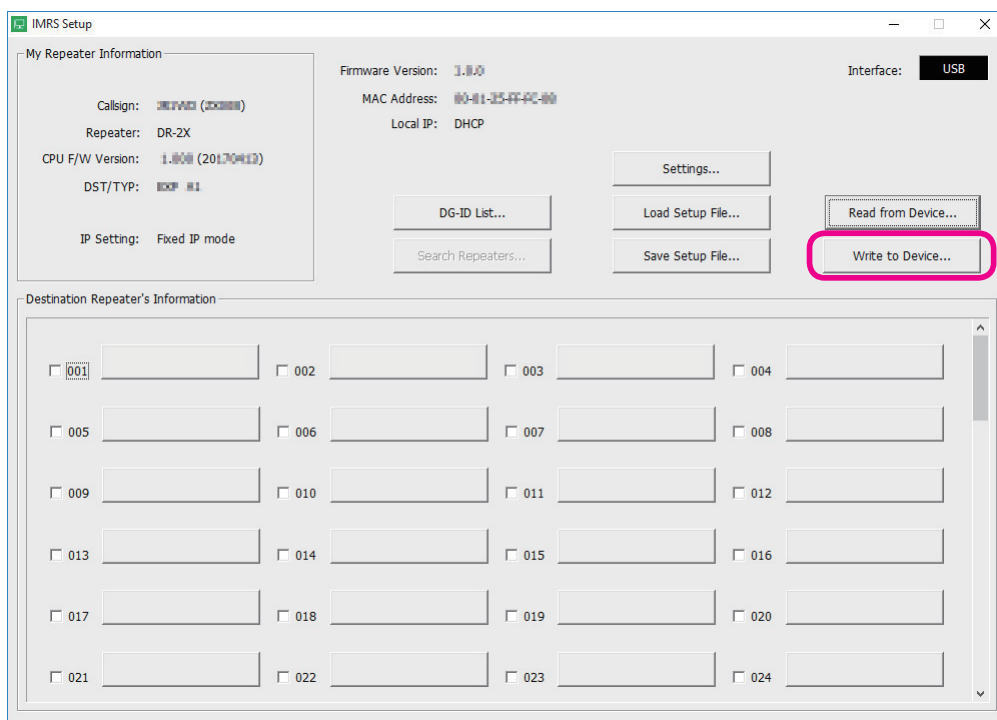 IMRS Setup
My Repeater Information
Callsign:
Repeater: DR-2X
CPU F/W Version:
DST/TYP:
IP Setting: Fixed IP mode
Firmware Version:
MAC Address:
Local IP: DHCP
Interface: USB
Settings...
DG-ID List...
Load Setup File...
Read from Device...
Search Repeaters...
Save Setup File...
Write to Device...
Destination Repeater's Information
001 002 003 004
005 006 007 008
009 010 011 012
013 014 015 016
017 018 019 020
021 022 023 024